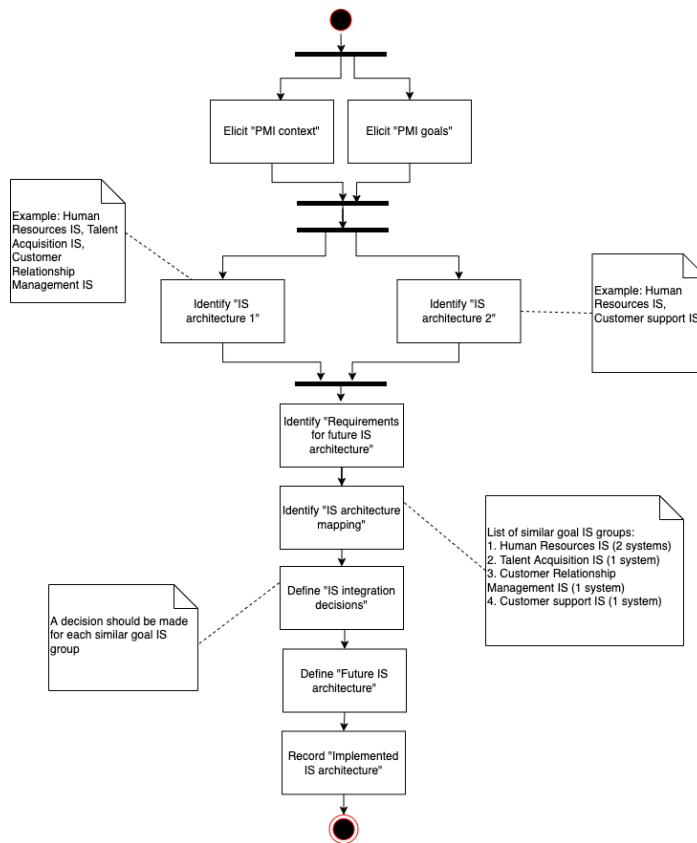 Elicit "PMI context"
Elicit "PMI goals"
Example: Human
Resources IS, Talent
Acquisition IS,
Customer
Relationship
Management IS
Identify "IS
architecture 1"
Identify "IS
architecture 2"
Example: Human
Resources IS,
Customer support IS
Identify "Requirements
for future IS
architecture"
Identify "IS architecture
mapping"
List of similar goal IS groups:
1. Human Resources IS (2 systems)
2. Talent Acquisition IS (1 system)
3. Customer Relationship
Management IS (1 system)
4. Customer support IS (1 system)
Define "IS integration
decisions"
A decision should be made
for each similar goal IS
group
Define "Future IS
architecture"
Record "Implemented
IS architecture"